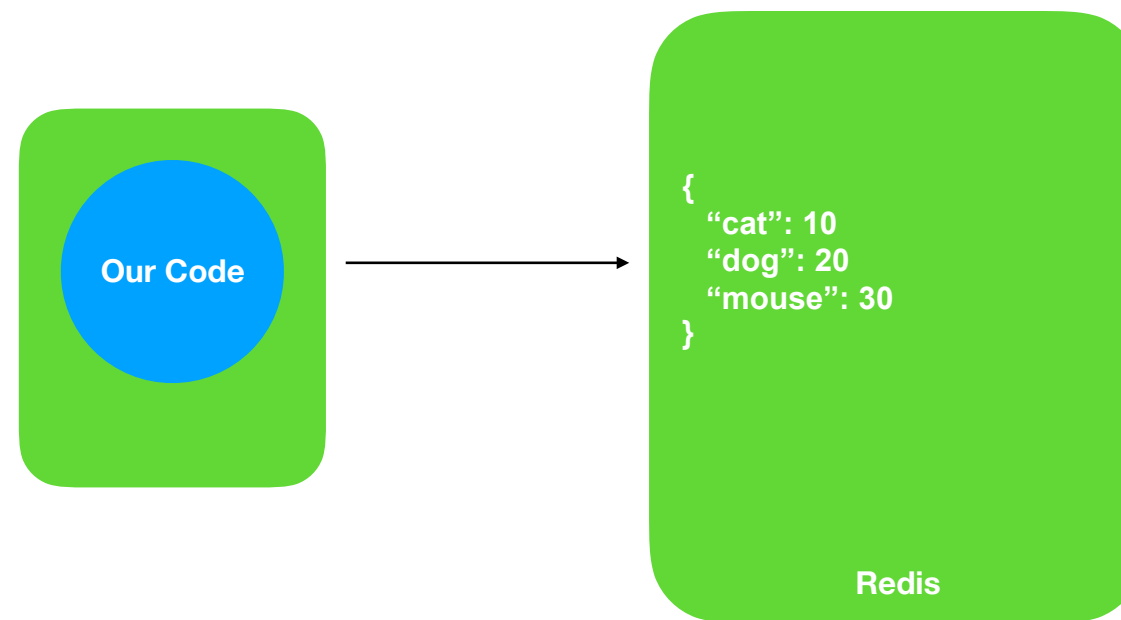 Our Code
{
“cat”: 10
“dog”: 20
“mouse”: 30
}
Redis